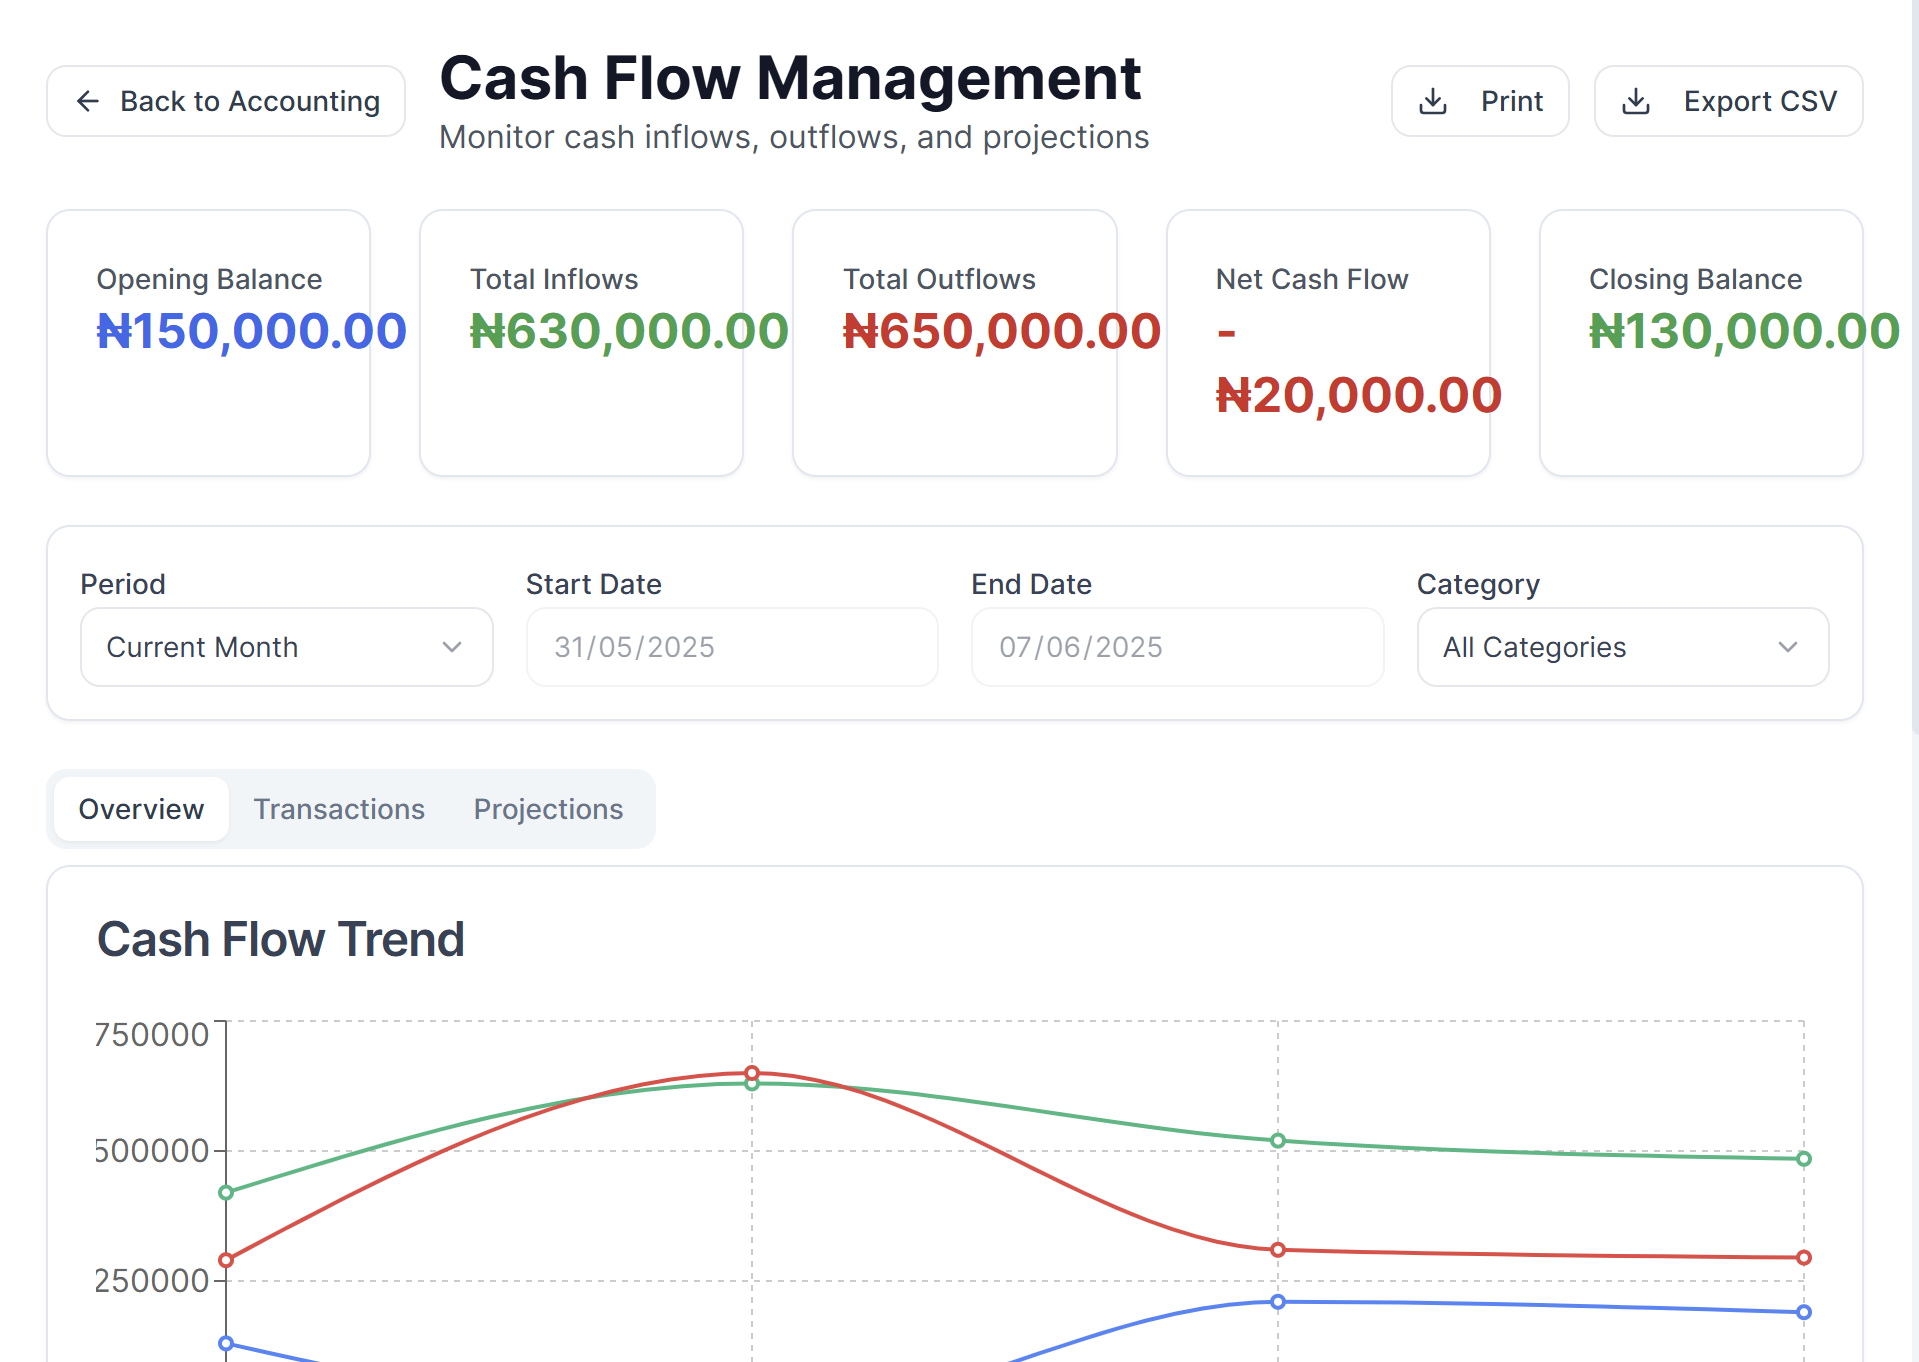 Back to Accounting
Cash Flow Management
Monitor cash inflows, outflows, and projections
Print
Export CSV
Opening Balance
₦150,000.00
Total Inflows
₦630,000.00
Total Outflows
₦650,000.00
Net Cash Flow
-
₦20,000.00
Closing Balance
₦130,000.00
Period
Current Month
Start Date
31/05/2025
End Date
07/06/2025
Category
All Categories
Overview
Transactions
Projections
Cash Flow Trend
750000
500000
250000